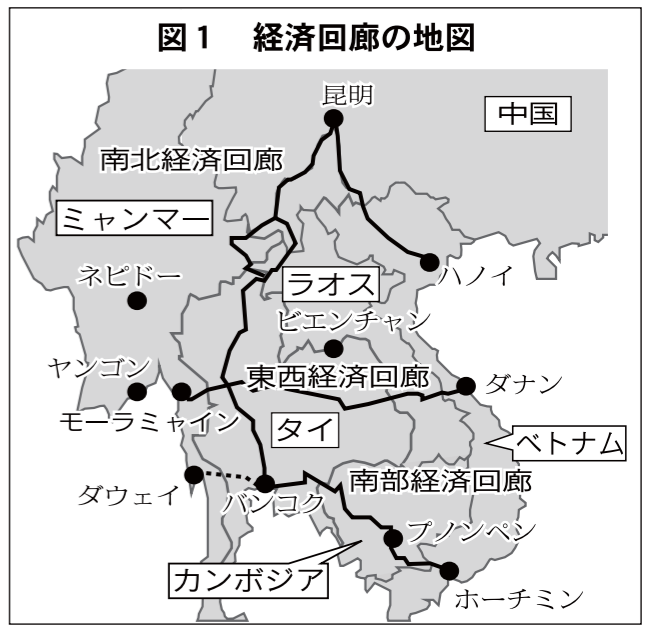 図1 経済回廊の地図
昆明
中国
南北経済回廊
ミャンマー
ハノイ
ネピドー
ラオス
ビエンチャン
ヤンゴン
東西経済回廊
ダナン
モーラミャイン
タイ
ベトナム
南部経済回廊
ダウェイ
バンコク
プノンペン
カンボジア
ホーチミン